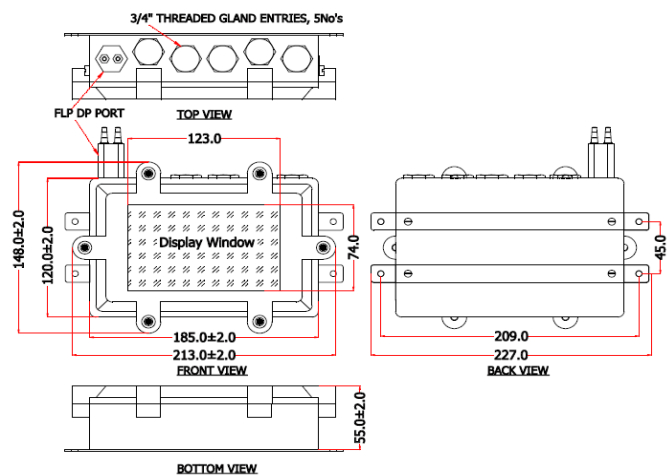 3/4" THREADED GLAND ENTRIES, 5No's
FLP DP PORT
TOP VIEW
123.0
148.0±2.0
120.0±2.0
Display Window
74.0
45.0
185.0±2.0
213.0±2.0
FRONT VIEW
209.0
227.0
BACK VIEW
55.0±2.0
BOTTOM VIEW